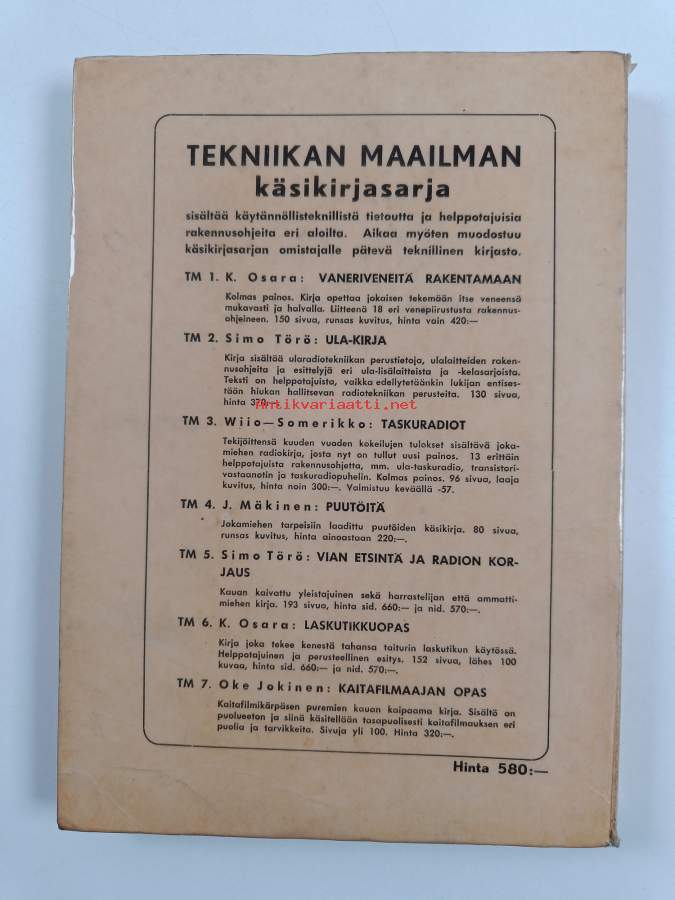 TEKNIIKAN MAAILMAN
käsikirjasarja
sisältää käytännöllisteknillistä tietoutta ja helppotajuisia
rakennusohjeita eri aloilta. Aikaa myöten muodostuu
käsikirjasarjan omistajalle pätevä teknillinen kirjasto.
TM 1. K. Osara: VANERIVENEITÄ RAKENTAMAAN
Kolmas painos. Kirja opettaa jokaisen tekemään itse veneensä
mukavasti ja halvalla. Liitteenä 18 eri venepiirustusta rakennus-
ohjeineen. 150 sivua, runsas kuvitus, hinta vain 420:—
TM 2. Simo Törö: ULA-KIRJA
Kirja sisältää ularadiotekniikan perustietoja, ulalaitteiden raken-
nusohjeita ja esittelyjä eri ula-lisälaitteista ja -kelasarjoista.
Teksti on helppotajuista, vaikka edellytetäänkin lukijan entises-
tään hiukan hallitsevan radiotekniikan perusteita. 130 sivua,
hinta 370:—
antikvariaatti.net
TM 3. Wiio—Somerikko: TASKURADIOT
Tekijöittensä kuuden vuoden kokeilujen tulokset sisältävä joka-
miehen radiokirja, josta nyt on tullut uusi painos. 13 erittäin
helppotajuista rakennusohjetta, mm. ula-taskuradio, transistori-
vastaanotin ja taskuradiopuhelin. Kolmas painos. 96 sivua, laaja
kuvitus, hinta noin 300:—. Valmistuu keväällä -57.
TM 4. J. Mäkinen: PUUTÖITÄ
Jokamiehen tarpeisiin laadittu puutöiden käsikirja. 80 sivua,
runsas kuvitus, hinta ainoastaan 220:—.
TM 5. Simo Törö: VIAN ETSINTÄ JA RADION KOR-
JAUS
Kauan kaivattu yleistajuinen sekä harrastelijan että ammatti-
miehen kirja. 193 sivua, hinta sid. 660:— ja nid. 570:—.
TM 6. K. Osara: LASKUTIKKUOPAS
Kirja joka tekee kenestä tahansa taiturin laskutikun käytössä.
Helppotajuinen ja perusteellinen esitys. 152 sivua, lähes 100
kuvaa, hinta sid. 660:— ja nid. 570:—.
TM 7. Oke Jokinen: KAITAFILMAAJAN OPAS
Kaitafilmikärpäsen puremien kauan kaipaama kirja. Sisältö on
puolueeton ja siinä käsitellään tasapuolisesti kaitafilmauksen eri
puolia ja tarvikkeita. Sivuja yli 100. Hinta 320:—.
Hinta 580:—